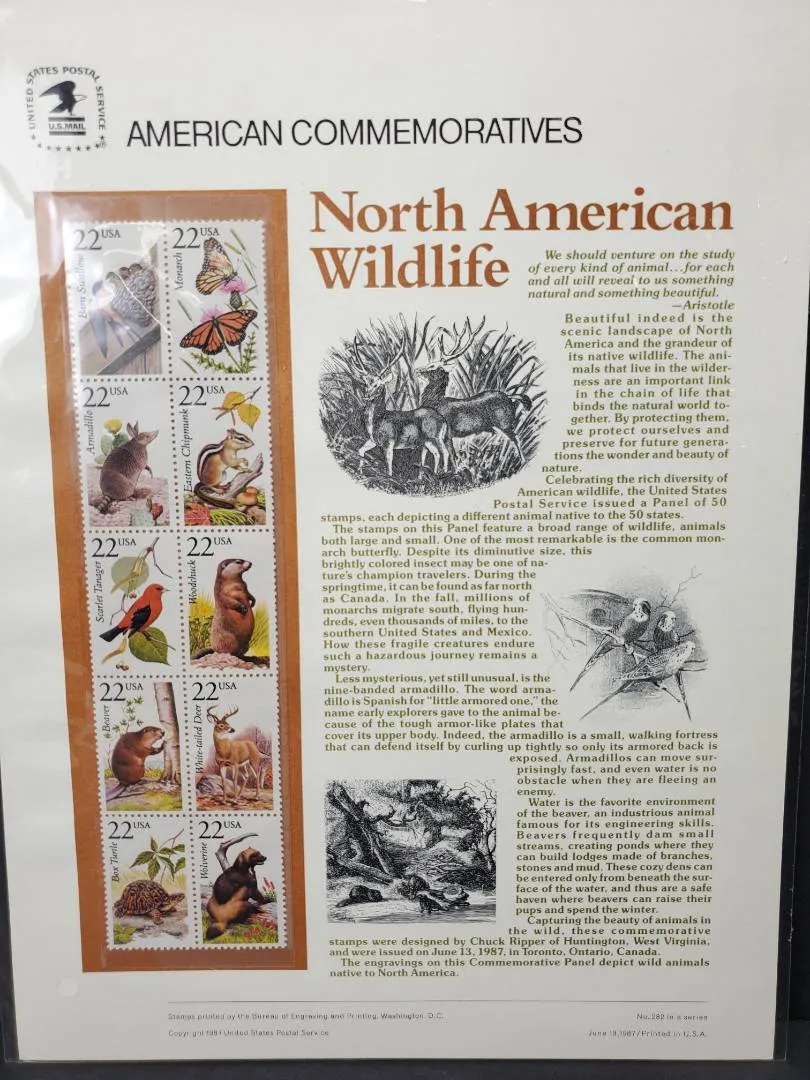 UNITED STATES POSTAL SERVICE
U.S.MAIL
AMERICAN COMMEMORATIVES
North American
Wildlife
We should venture on the study
of every kind of animal...for each
and all will reveal to us something
natural and something beautiful.
—Aristotle
Beautiful indeed is the
scenic landscape of North
America and the grandeur of
its native wildlife. The ani-
mals that live in the wilder-
ness are an important link
in the chain of life that
binds the natural world to-
gether. By protecting them,
we protect ourselves and
preserve for future genera-
tions the wonder and beauty of
nature.
Celebrating the rich diversity of
American wildlife, the United States
Postal Service issued a Panel of 50
stamps, each depicting a different animal native to the 50 states.
The stamps on this Panel feature a broad range of wildlife, animals
both large and small. One of the most remarkable is the common mon-
arch butterfly. Despite its diminutive size, this
brightly colored insect may be one of na-
ture's champion travelers. During the
springtime, it can be found as far north
as Canada. In the fall, millions of
monarchs migrate south, flying hun-
dreds, even thousands of miles, to the
southern United States and Mexico.
How these fragile creatures endure
such a hazardous journey remains a
mystery.
Less mysterious, yet still unusual, is the
nine-banded armadillo. The word arma-
dillo is Spanish for "little armored one," the
name early explorers gave to the animal be-
cause of the tough armor-like plates that
cover its upper body. Indeed, the armadillo is a small, walking fortress
that can defend itself by curling up tightly so only its armored back is
exposed. Armadillos can move sur-
prisingly fast, and even water is no
obstacle when they are fleeing an
enemy.
Water is the favorite environment
of the beaver, an industrious animal
famous for its engineering skills.
Beavers frequently dam small
streams, creating ponds where they
can build lodges made of branches,
stones and mud. These cozy dens can
be entered only from beneath the sur-
face of the water, and thus are a safe
haven where beavers can raise their
pups and spend the winter.
Capturing the beauty of animals in
the wild, these commemorative
stamps were designed by Chuck Ripper of Huntington, West Virginia,
and were issued on June 13, 1987, in Toronto, Ontario, Canada.
The engravings on this Commemorative Panel depict wild animals
native to North America.
22 USA
Barn Swallow
22 USA
Monarch
22 USA
Armadillo
22 USA
Eastern Chipmunk
22 USA
Scarlet Tanager
22 USA
Woodchuck
22 USA
Beaver
22 USA
White-tailed Deer
22 USA
Box Turtle
22 USA
Wolverine
Stamps printed by the Bureau of Engraving and Printing, Washington, D.C.
No. 282 in a series
Copyright 1987 United States Postal Service
June 13, 1987/Printed in U.S.A.